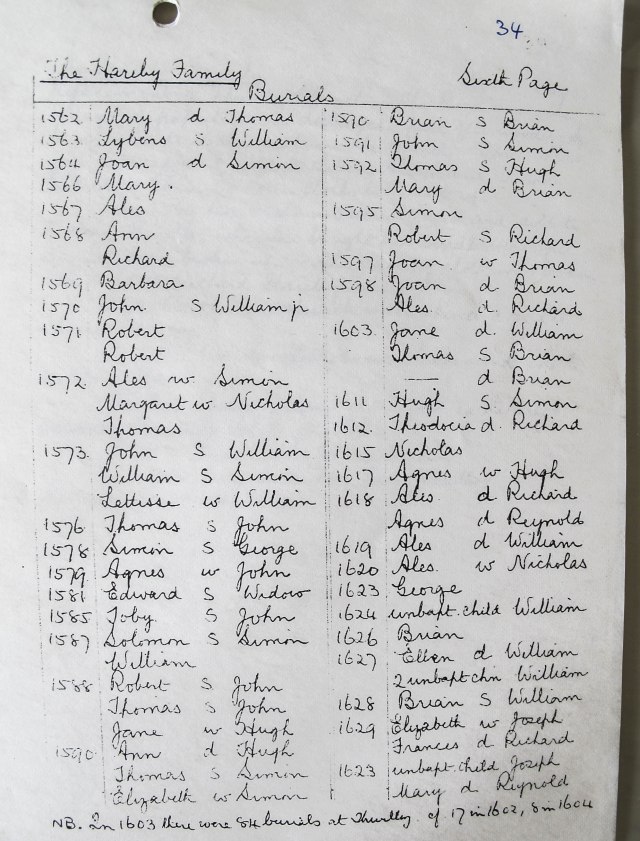 34
The Hareby Family
Sixth Page
Burials
1562 Mary d Thomas
1563 Sybens S William
1564 Joan d Simon
1566 Mary.
1567 Ales
1568 Ann
Richard
1569 Barbara
1570 John S William jr
1571 Robert
Robert
1572 Ales w Simon
Margaret w Nicholas
Thomas
1573 John S William
William S Simon
Lettisse w William
1576 Thomas S John
1578 Simon S George
1579 Agnes w John
1581 Edward S Widow
1585 Toby S John
1587 Solomon S Simon
William
1588 Robert S John
Thomas S John
Jane w Hugh
1590 Ann d Hugh
Thomas S Simon
Elizabeth w Simon
1590 Brian S Brian
1591 John S Simon
1592 Thomas S Hugh
Mary d Brian
1595 Simon
Robert S Richard
1597 Joan w Thomas
1598 Joan d Brian
Ales d Richard
1603 Jane d. William
Thomas S Brian
— d Brian
1611 Hugh S Simon
1612. Theodocia d. Richard
1615 Nicholas
1617 Agnes w Hugh
1618 Ales d Richard
Agnes d Reynold
1619 Ales d William
1620 Ales. w Nicholas
1623 George
1624 unbapt. child William
1626 Brian
1627 Ellen d William
2 unbapt chn William
1628 Brian S William
1629 Elizabeth w Joseph
Frances d Richard
1623 unbapt. child Joseph
Mary d Reynold
NB. In 1603 there were 84 burials at Thurlby. cf. 17 in 1602, 8 in 1604